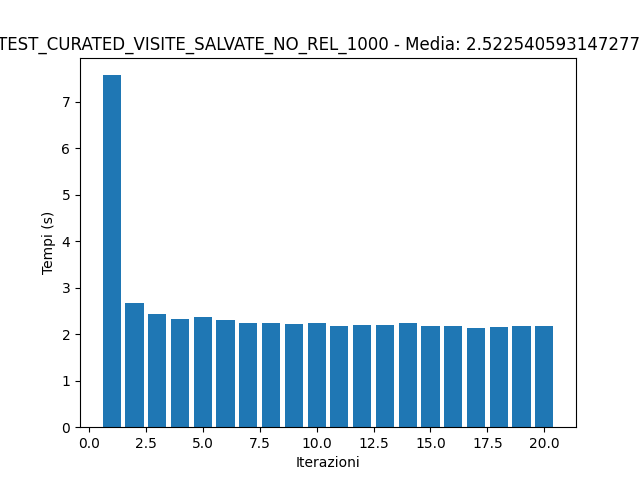 TEST_CURATED_VISITE_SALVATE_NO_REL_1000 - Media: 2.522540593147277
Tempi (s)
7
6
5
4
3
2
1
0
0.0 2.5 5.0 7.5 10.0 12.5 15.0 17.5 20.0
Iterazioni